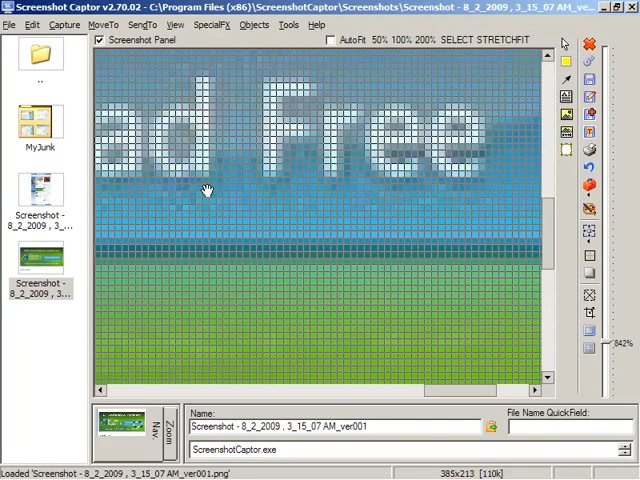 Screenshot Captor v2.70.02 - C:\Program Files (x86)\ScreenshotCaptor\Screenshots\Screenshot - 8_2_2009 , 3_15_07 AM_ve...
File Edit Capture MoveTo SendTo View SpecialFX Objects Tools Help
Screenshot Panel AutoFit 50% 100% 200% SELECT STRETCHFIT
..
MyJunk
Screenshot -
8_2_2009 , 3_...
Screenshot -
8_2_2009 , 3...
ad Free
842%
Nav.
Zoom
Name:
Screenshot - 8_2_2009 , 3_15_07 AM_ver001
File Name QuickField:
ScreenshotCaptor.exe
Loaded 'Screenshot - 8_2_2009 , 3_15_07 AM_ver001.png'
385x213 [110k]